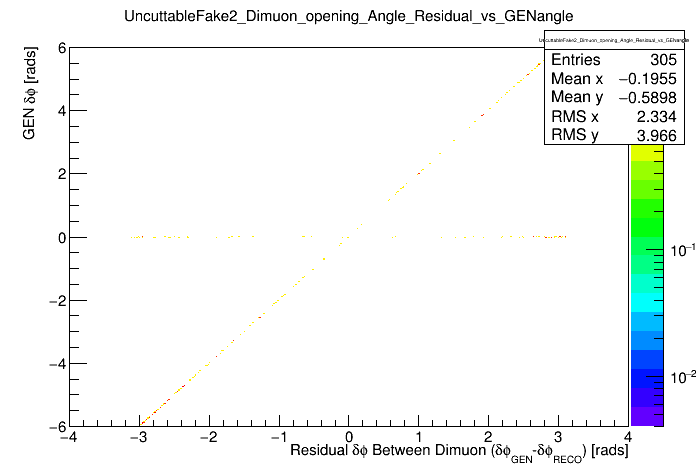 UncuttableFake2_Dimuon_opening_Angle_Residual_vs_GENangle
UncuttableFake2_Dimuon_opening_Angle_Residual_vs_GENangle
Entries 305
Mean x −0.1955
Mean y −0.5898
RMS x 2.334
RMS y 3.966
GEN δϕ [rads]
6
4
2
0
−2
−4
−6
10⁻¹
10⁻²
−4 −3 −2 −1 0 1 2 3 4
Residual δϕ Between Dimuon (δϕ_GEN-δϕ_RECO) [rads]